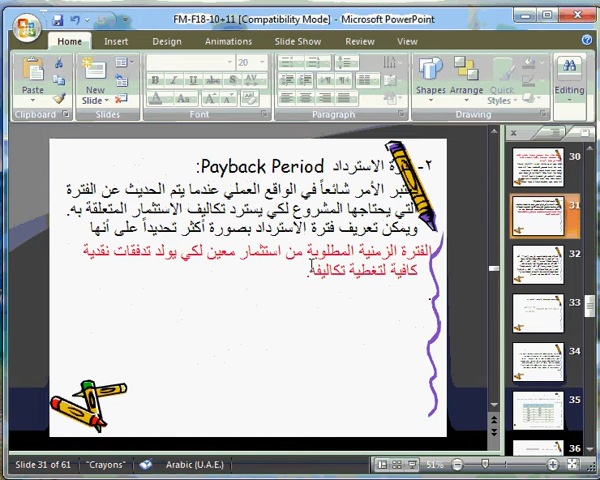 FM-F18-10÷11 [Compatibility Mode] - Microsoft PowerPoint
Home Insert Design Animations Slide Show Review View
Paste
New Slide
20
Shapes Arrange Quick Styles
Editing
Clipboard Slides Font Paragraph Drawing
٢- الاسترداد Payback Period:
الأمر شائعاً في الواقع العملي عندما يتم الحديث عن الفترة
التي يحتاجها المشروع لكي يسترد تكاليف الاستثمار المتعلقة به.
ويمكن تعريف فترة الاسترداد بصورة أكثر تحديداً على أنها
الفترة الزمنية المطلوبة من استثمار معين لكي يولد تدفقات نقدية
كافية لتغطية تكاليفه.
.
30
31
32
33
34
35
36
Slide 31 of 61 "Crayons" Arabic (U.A.E.) 51%